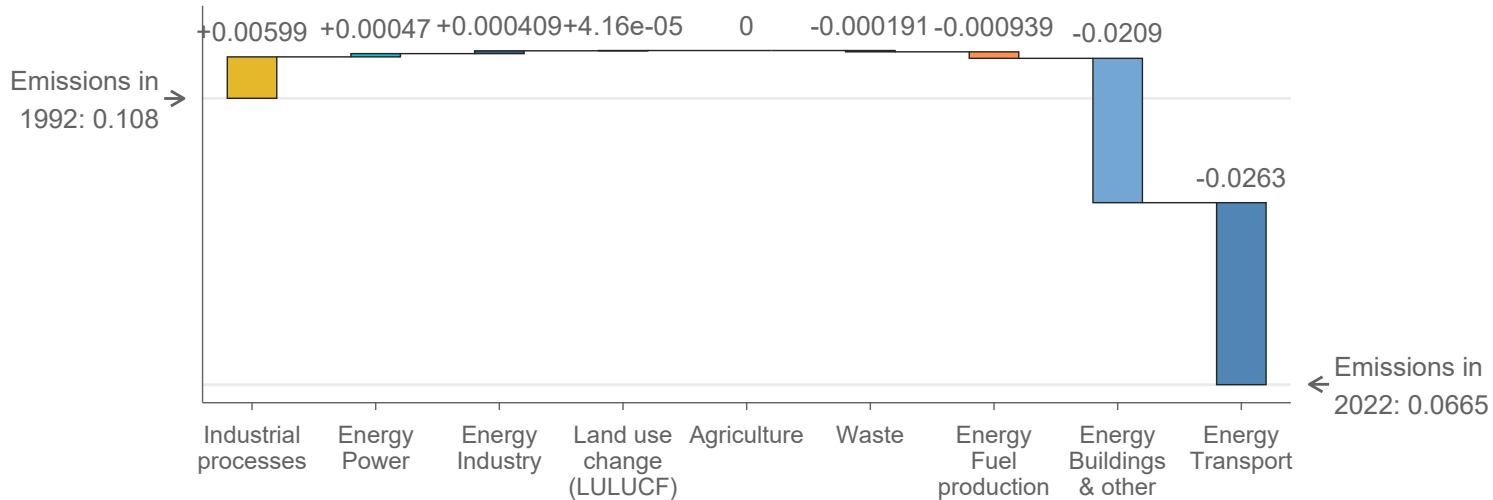 +0.00599
+0.00047
+0.000409
+4.16e-05
0
-0.000191
-0.000939
-0.0209
-0.0263
Emissions in
1992: 0.108
Emissions in
2022: 0.0665
Industrial
processes
Energy
Power
Energy
Industry
Land use
change
(LULUCF)
Agriculture
Waste
Energy
Fuel
production
Energy
Buildings
& other
Energy
Transport